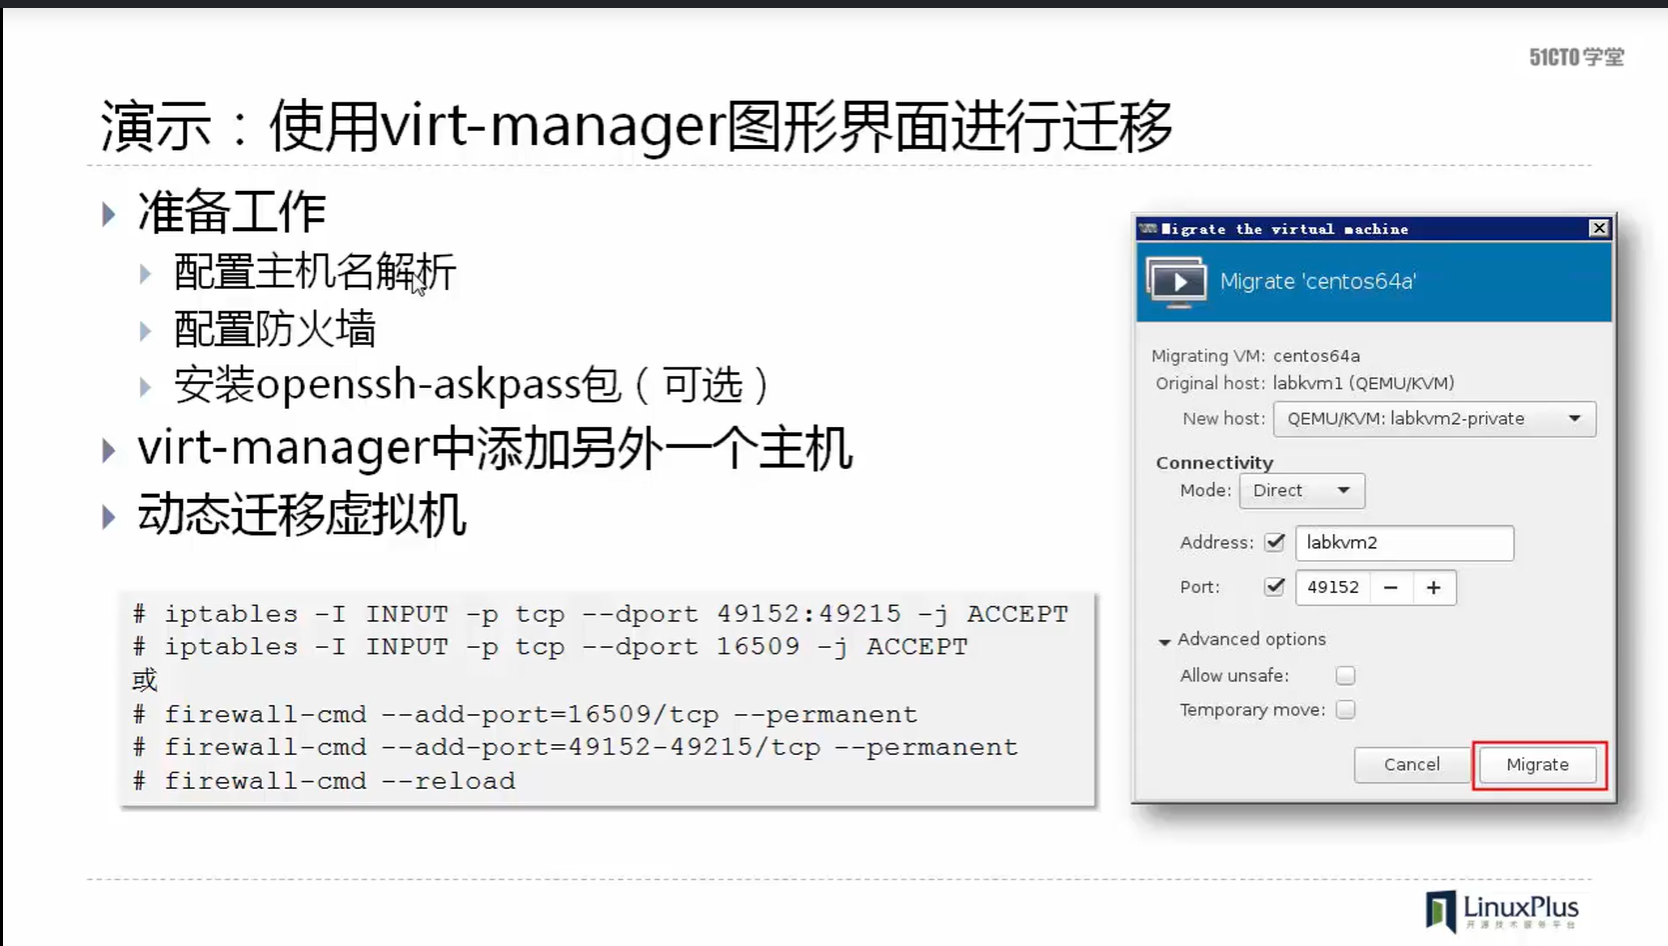 51CTO学堂
演示：使用virt-manager图形界面进行迁移
准备工作
配置主机名解析
配置防火墙
安装openssh-askpass包（可选）
virt-manager中添加另外一个主机
动态迁移虚拟机
# iptables -I INPUT -p tcp --dport 49152:49215 -j ACCEPT
# iptables -I INPUT -p tcp --dport 16509 -j ACCEPT
或
# firewall-cmd --add-port=16509/tcp --permanent
# firewall-cmd --add-port=49152-49215/tcp --permanent
# firewall-cmd --reload
Migrate the virtual machine
Migrate 'centos64a'
Migrating VM: centos64a
Original host: labkvm1 (QEMU/KVM)
New host: QEMU/KVM: labkvm2-private
Connectivity
Mode: Direct
Address: labkvm2
Port: 49152 − +
Advanced options
Allow unsafe:
Temporary move:
Cancel Migrate
LinuxPlus
开源技术服务平台